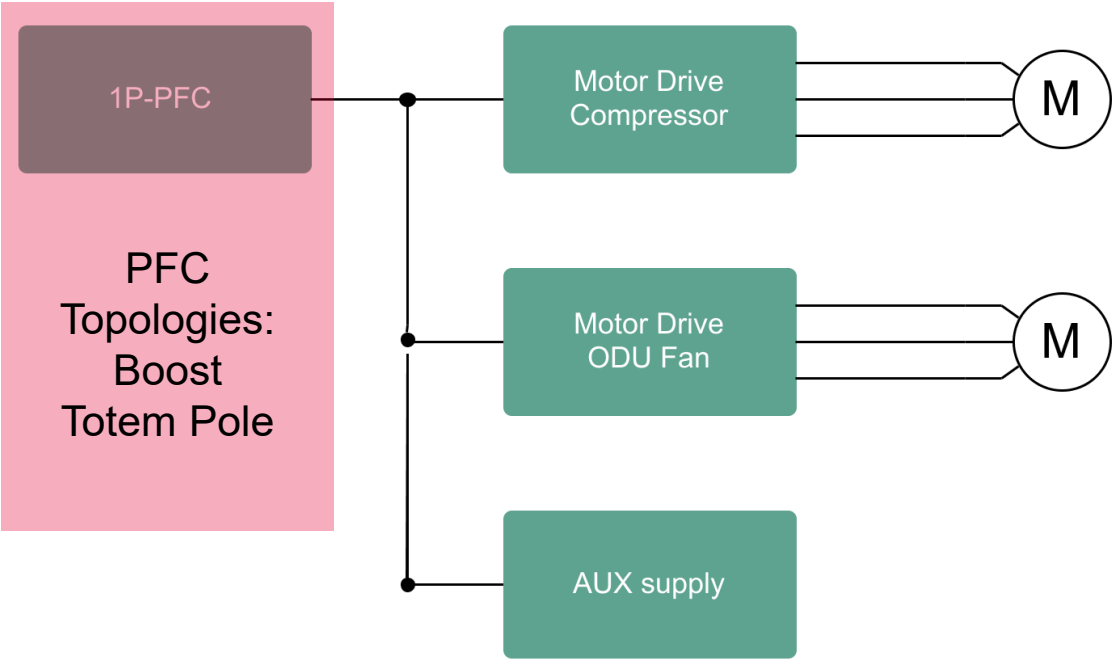 1P-PFC
PFC
Topologies:
Boost
Totem Pole
Motor Drive
Compressor
M
Motor Drive
ODU Fan
M
AUX supply